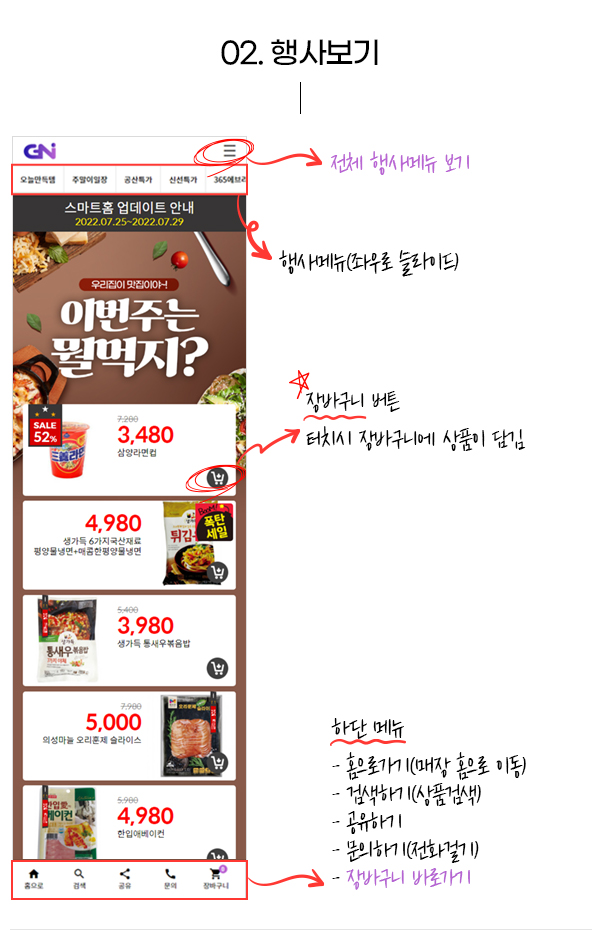 02. 행사보기
GNi
전체 행사메뉴 보기
오늘만득템 주말이일장 공산특가 신선특가 365에브리
스마트홈 업데이트 안내
2022.07.25~2022.07.29
행사메뉴(좌우로 슬라이드)
우리집이 맛집이야~!
이번주는
뭘먹지?
장바구니 버튼
터치시 장바구니에 상품이 담김
SALE
52%
7,280
3,480
삼양라면컵
4,980
생가득 6가지국산재료
평양물냉면+매콤한평양물냉면
폭탄
세일
5,400
3,980
생가득 통새우볶음밥
생가득
통새우볶음밥
7,980
5,000
의성마늘 오리훈제 슬라이스
5,980
4,980
한입애베이컨
하단 메뉴
- 홈으로가기(매장 홈으로 이동)
- 검색하기(상품검색)
- 공유하기
- 문의하기(전화걸기)
- 장바구니 바로가기
홈으로 검색 공유 문의 장바구니